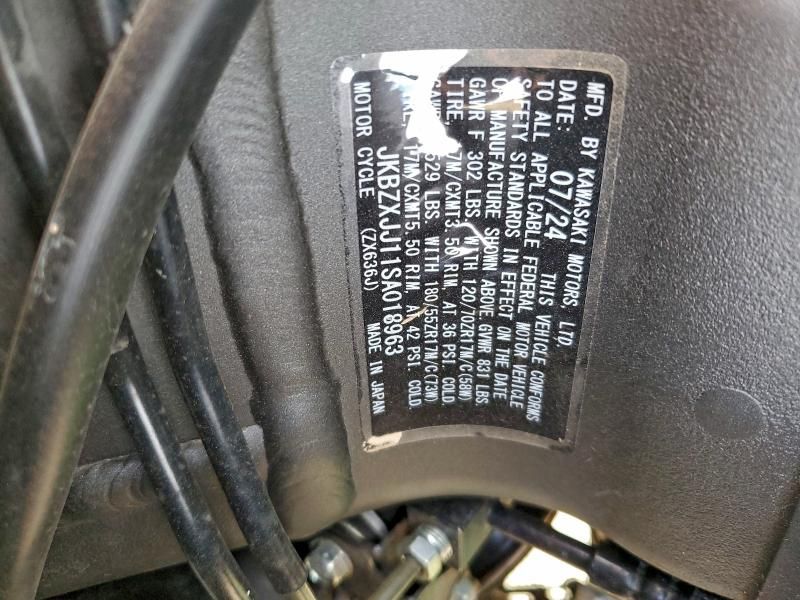 MFD. BY KAWASAKI MOTORS, LTD.
DATE: 07/24 THIS VEHICLE CONFORMS
TO ALL APPLICABLE FEDERAL MOTOR VEHICLE
SAFETY STANDARDS IN EFFECT ON THE DATE
OF MANUFACTURE SHOWN ABOVE. GVWR 831 LBS.
GAWR F 302 LBS. WITH 120/70ZR17M/C(58W)
TIRE, 17M/CXMT3.50 RIM, AT 36 PSI. COLD.
529 LBS. WITH 180/55ZR17M/C(73W)
17M/CXMT5.50 RIM, AT 42 PSI. COLD.
JKBZXJJ11SA018963
MOTOR CYCLE (ZX636J) MADE IN JAPAN